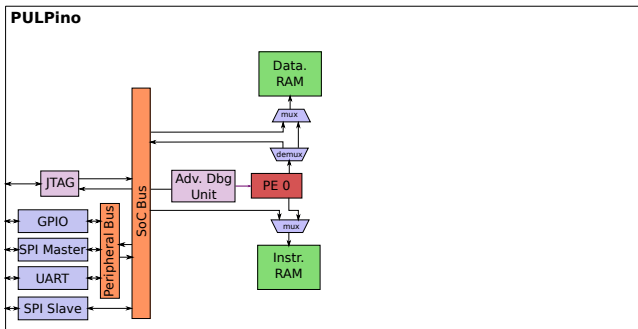 PULPino
Data.
RAM
mux
demux
JTAG
Adv. Dbg
Unit
PE 0
SoC Bus
Peripheral Bus
GPIO
SPI Master
UART
SPI Slave
mux
Instr.
RAM